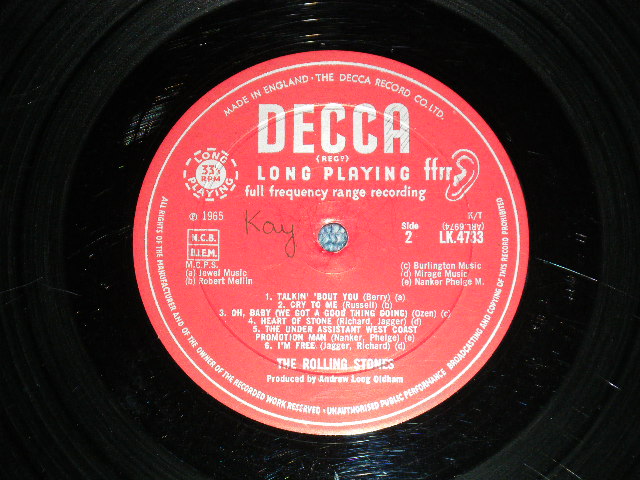 MADE IN ENGLAND · THE DECCA RECORD CO. LTD.
DECCA
(REGD)
LONG PLAYING ffrr
full frequency range recording
LONG 33⅓ RPM PLAYING
℗ 1965
Kay
N.C.B.
B.I.E.M.
M.C.P.S.
(a) Jewel Music
(b) Robert Mellin
Side
2
K/T
(ARL.6974)
LK.4733
(c) Burlington Music
(d) Mirage Music
(e) Nanker Phelge M.
1. TALKIN' 'BOUT YOU (Berry) (a)
2. CRY TO ME (Russell) (b)
3. OH, BABY (WE GOT A GOOD THING GOING) (Ozen) (c)
4. HEART OF STONE (Richard, Jagger) (d)
5. THE UNDER ASSISTANT WEST COAST
PROMOTION MAN (Nanker, Phelge) (e)
6. I'M FREE (Jagger, Richard) (d)
THE ROLLING STONES
Produced by Andrew Loog Oldham
ALL RIGHTS OF THE MANUFACTURER AND OF THE OWNER OF THE RECORDED WORK RESERVED · UNAUTHORISED PUBLIC PERFORMANCE BROADCASTING AND COPYING OF THIS RECORD PROHIBITED